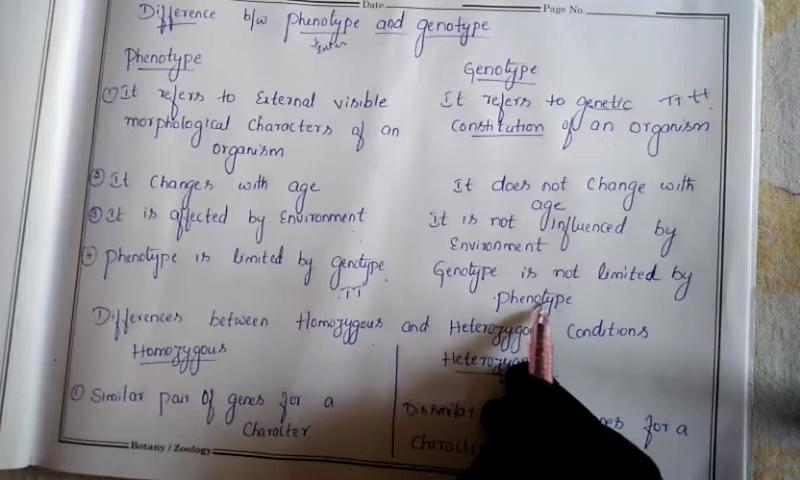 Date
Page No.
Difference b/w phenotype and genotype
Phenotype
Genotype
① It refers to External visible
morphological characters of an
organism
It refers to genetic TT tt.
Constitution of an organism
② It changes with age
It does not change with
age
③ It is affected by Environment
It is not influenced by
Environment
④ phenotype is limited by genotype.
TT
Genotype is not limited by
phenotype
Differences between Homozygous and Conditions
Homozygous
① Similar pair of genes for a
Character
for a
Botany / Zoology